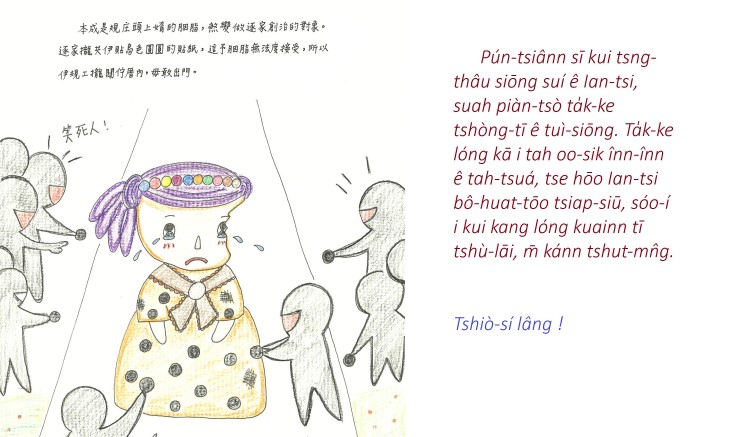 本成是規庄頭上媠的胭脂，煞變做逐家創治的對象。
逐家攏共伊貼烏色圓圓的貼紙，這予胭脂無法度接受，所以
伊規工攏關佇厝內，毋敢出門。
笑死人！
Pún-tsiânn sī kui tsng-
thâu siōng suí ê Ian-tsi,
suah piàn-tsò ta̍k-ke
tshòng-tī ê tuì-siōng. Ta̍k-ke
lóng kā i tah oo-sik înn-înn
ê tah-tsuá, tse hōo Ian-tsi
bô-huat-tōo tsiap-siū, sóo-í
i kui kang lóng kuainn tī
tshù-lāi, m̄ kánn tshut-mn̂g.
Tshiò-sí lâng !